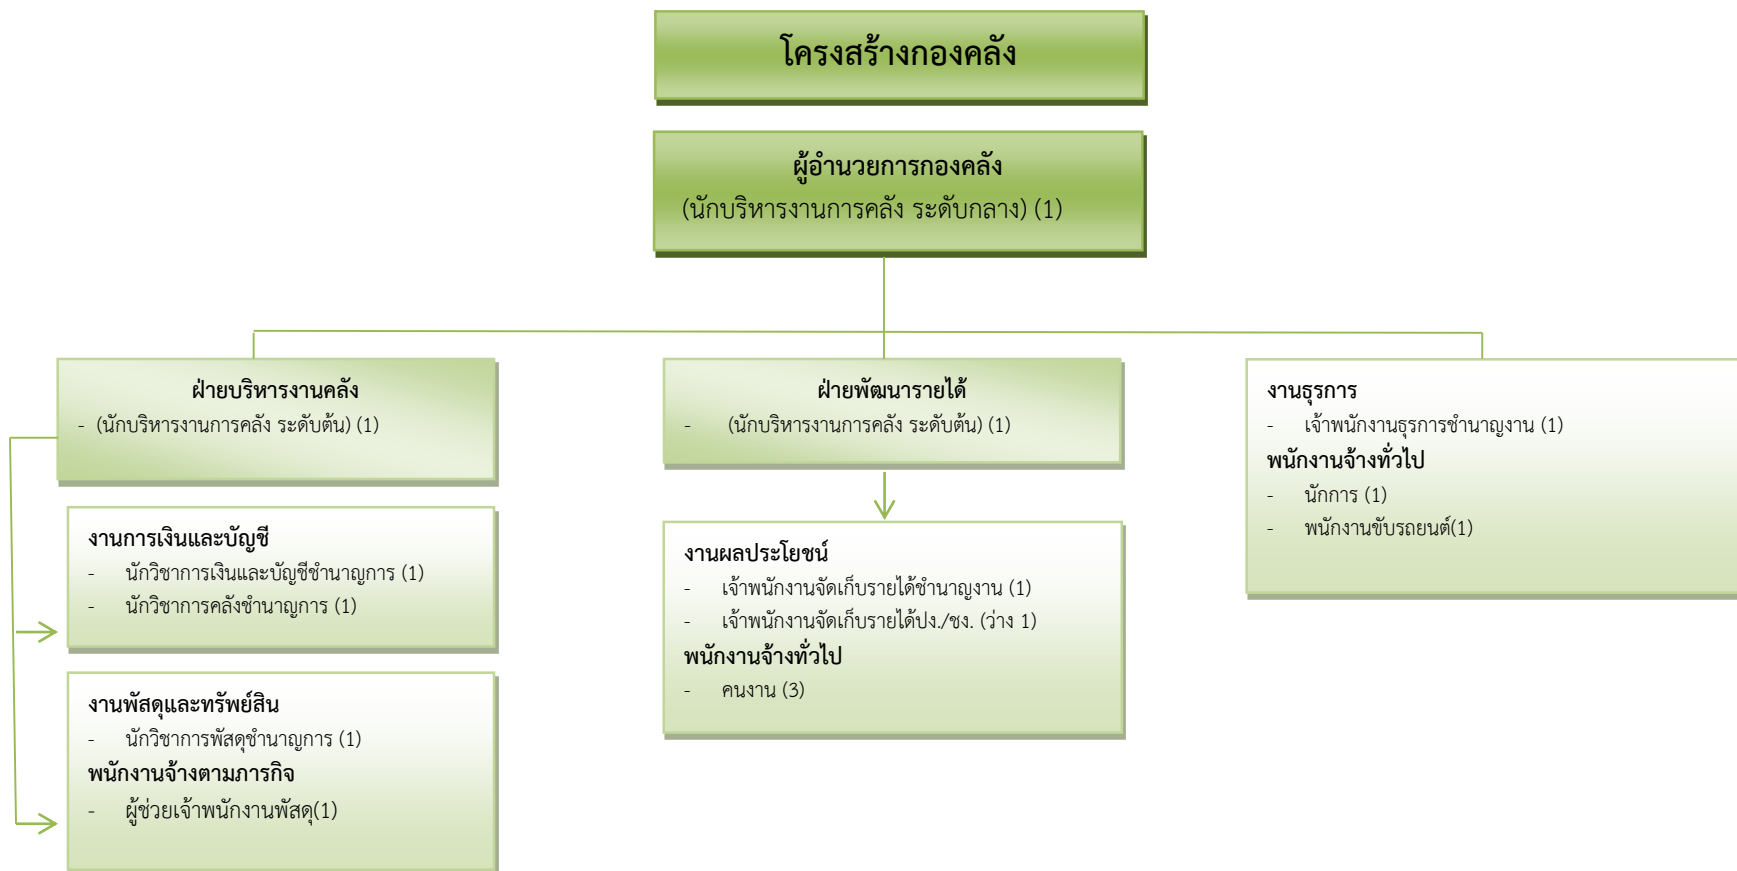 โครงสร้างกองคลัง
ผู้อำนวยการกองคลัง
(นักบริหารงานการคลัง ระดับกลาง) (1)
ฝ่ายบริหารงานคลัง
- (นักบริหารงานการคลัง ระดับต้น) (1)
งานการเงินและบัญชี
- นักวิชาการเงินและบัญชีชำนาญการ (1)
- นักวิชาการคลังชำนาญการ (1)
งานพัสดุและทรัพย์สิน
- นักวิชาการพัสดุชำนาญการ (1)
พนักงานจ้างตามภารกิจ
- ผู้ช่วยเจ้าพนักงานพัสดุ(1)
ฝ่ายพัฒนารายได้
- (นักบริหารงานการคลัง ระดับต้น) (1)
งานผลประโยชน์
- เจ้าพนักงานจัดเก็บรายได้ชำนาญงาน (1)
- เจ้าพนักงานจัดเก็บรายได้ปง./ชง. (ว่าง 1)
พนักงานจ้างทั่วไป
- คนงาน (3)
งานธุรการ
- เจ้าพนักงานธุรการชำนาญงาน (1)
พนักงานจ้างทั่วไป
- นักการ (1)
- พนักงานขับรถยนต์(1)